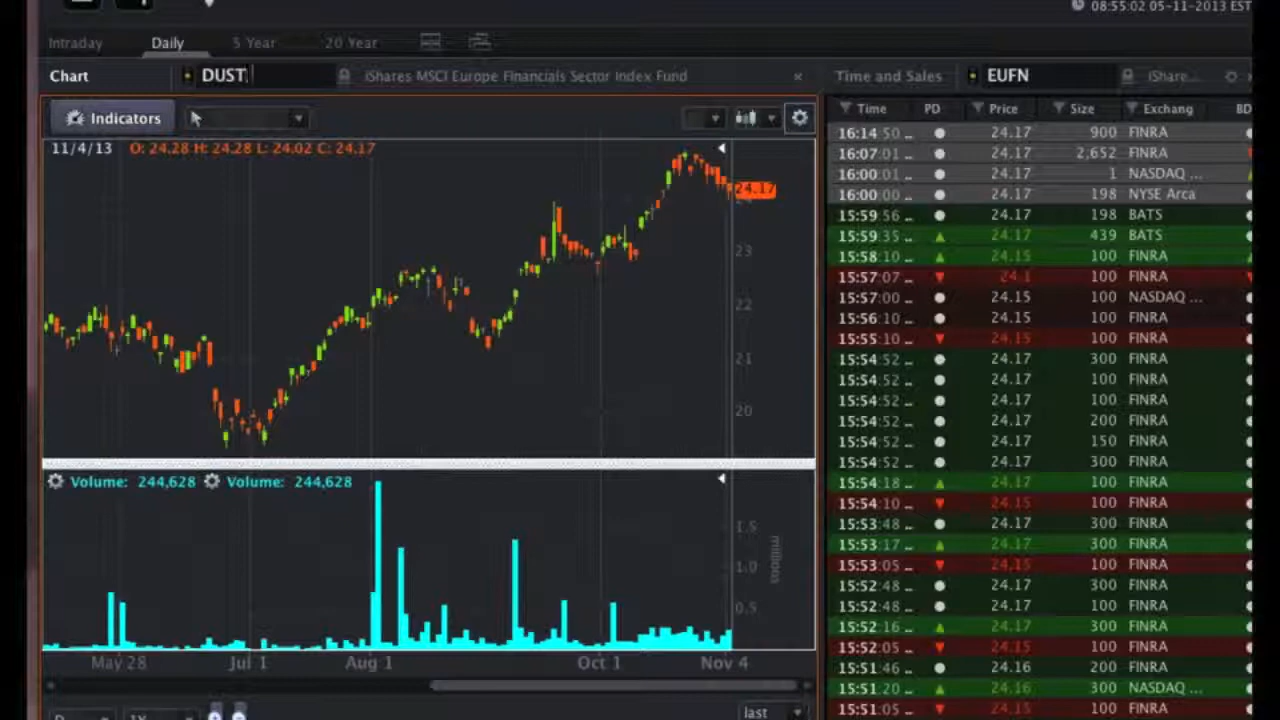 08:55:02 05-11-2013 EST
Intraday Daily 5 Year 20 Year
Chart DUST iShares MSCI Europe Financials Sector Index Fund × Time and Sales EUFN iShare...
Indicators
Time PD Price Size Exchang BD
11/4/13 O: 24.28 H: 24.28 L: 24.02 C: 24.17
24.17
23
22
21
20
Volume: 244,628 Volume: 244,628
1.5
1.0
0.5
millions
May 28 Jul 1 Aug 1 Oct 1 Nov 4
last
16:14:50 .. 24.17 900 FINRA
16:07:01 .. 24.17 2,652 FINRA
16:00:01 .. 24.17 1 NASDAQ ...
16:00:00 .. 24.17 198 NYSE Arca
15:59:56 .. 24.17 198 BATS
15:59:35 .. 24.17 439 BATS
15:58:10 .. 24.15 100 FINRA
15:57:07 .. 24.1 100 FINRA
15:57:00 .. 24.15 100 NASDAQ ...
15:56:10 .. 24.15 100 FINRA
15:55:10 .. 24.15 100 FINRA
15:54:52 .. 24.17 300 FINRA
15:54:52 .. 24.17 100 FINRA
15:54:52 .. 24.17 100 FINRA
15:54:52 .. 24.17 200 FINRA
15:54:52 .. 24.17 150 FINRA
15:54:52 .. 24.17 300 FINRA
15:54:18 .. 24.17 100 FINRA
15:54:10 .. 24.15 100 FINRA
15:53:48 .. 24.17 300 FINRA
15:53:17 .. 24.17 300 FINRA
15:53:05 .. 24.15 100 FINRA
15:52:48 .. 24.17 300 FINRA
15:52:48 .. 24.17 100 FINRA
15:52:16 .. 24.17 300 FINRA
15:52:05 .. 24.15 100 FINRA
15:51:46 .. 24.16 200 FINRA
15:51:20 .. 24.16 300 NASDAQ ...
15:51:05 .. 24.15 100 FINRA